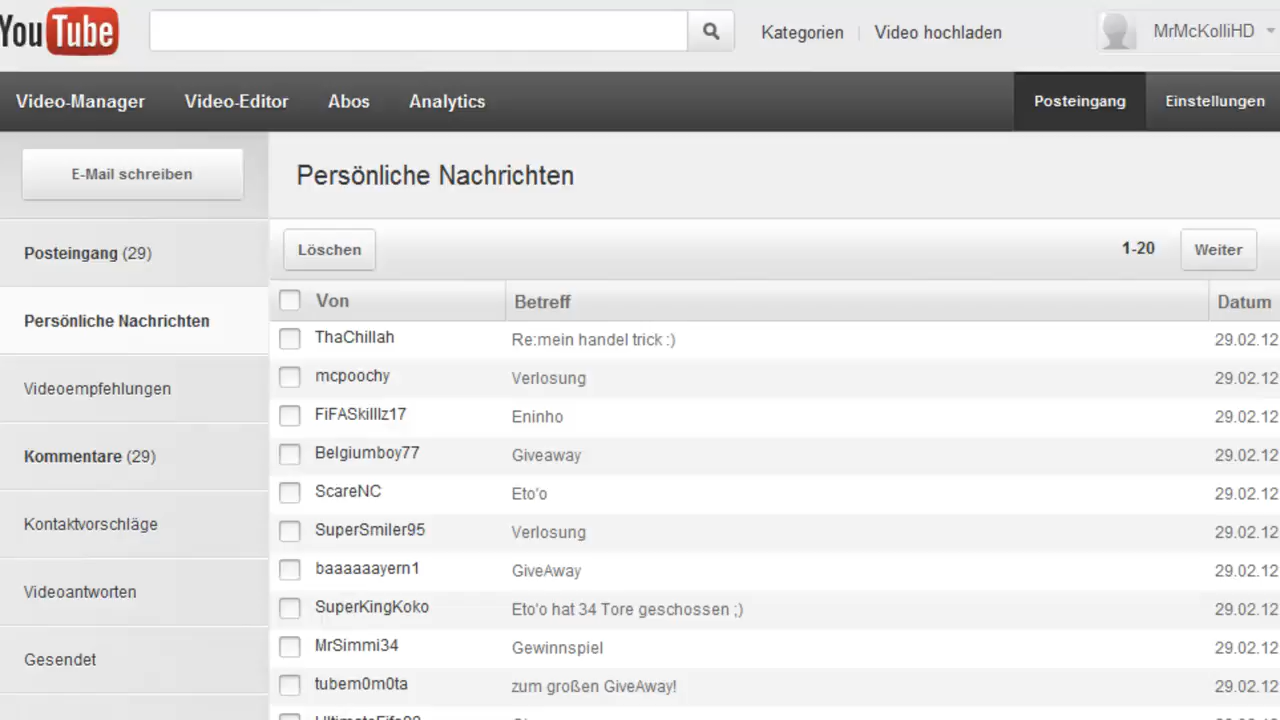 YouTube
Kategorien
Video hochladen
MrMcKolliHD
Video-Manager
Video-Editor
Abos
Analytics
Posteingang
Einstellungen
E-Mail schreiben
Persönliche Nachrichten
Posteingang (29)
Persönliche Nachrichten
Videoempfehlungen
Kommentare (29)
Kontaktvorschläge
Videoantworten
Gesendet
Löschen
1-20
Weiter
Von Betreff Datum
ThaChillah Re:mein handel trick :) 29.02.12
mcpoochy Verlosung 29.02.12
FiFASkilllz17 Eninho 29.02.12
Belgiumboy77 Giveaway 29.02.12
ScareNC Eto'o 29.02.12
SuperSmiler95 Verlosung 29.02.12
baaaaaayern1 GiveAway 29.02.12
SuperKingKoko Eto'o hat 34 Tore geschossen ;) 29.02.12
MrSimmi34 Gewinnspiel 29.02.12
tubem0m0ta zum großen GiveAway! 29.02.12